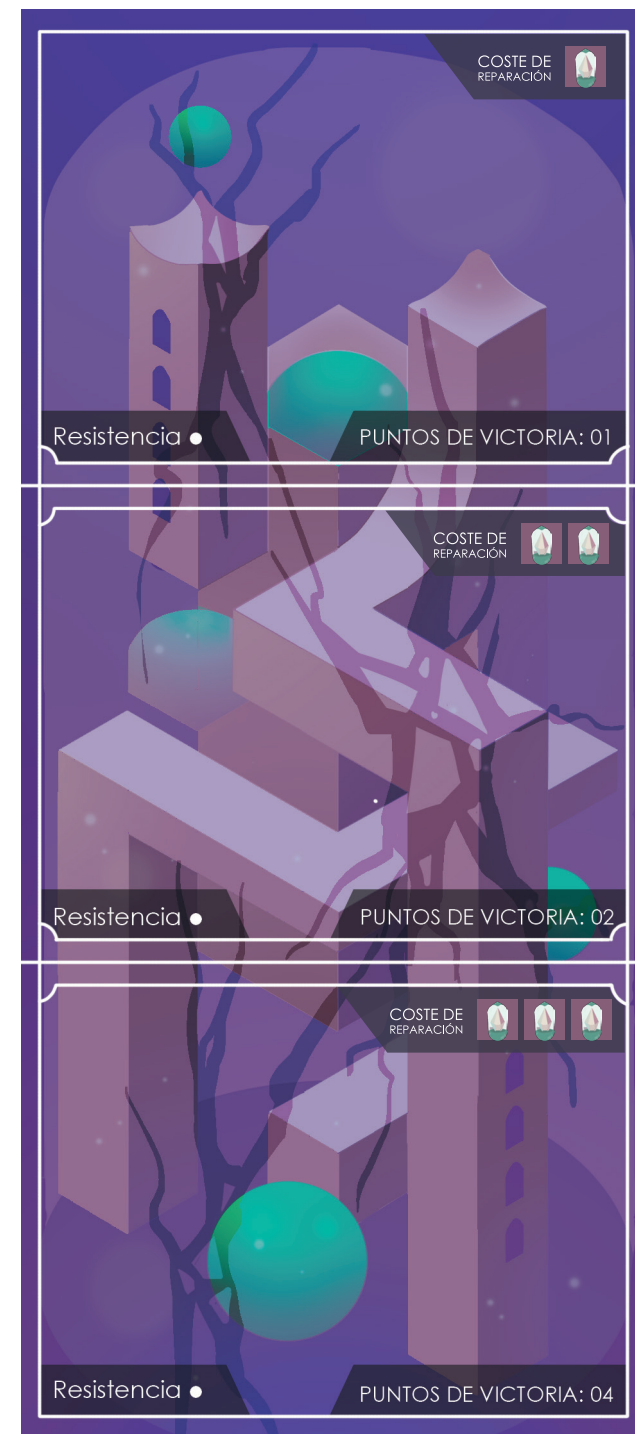 COSTE DE
REPARACIÓN
Resistencia
PUNTOS DE VICTORIA: 01
COSTE DE
REPARACIÓN
Resistencia
PUNTOS DE VICTORIA: 02
COSTE DE
REPARACIÓN
Resistencia
PUNTOS DE VICTORIA: 04